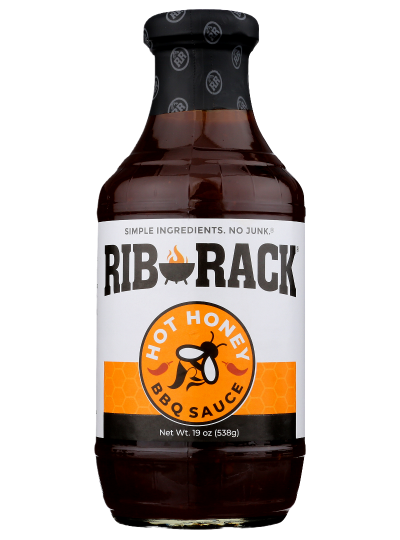 SIMPLE INGREDIENTS. NO JUNK.®
RIB RACK
HOT HONEY
BBQ SAUCE
Net Wt. 19 oz (538g)